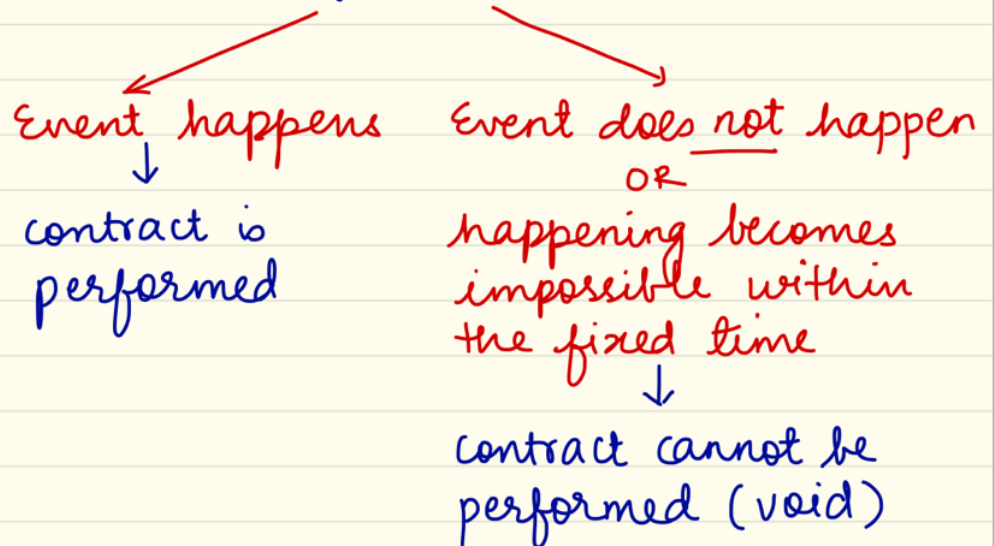 Event happens
contract is
performed
Event does not happen
OR
happening becomes
impossible within
the fixed time
contract cannot be
performed (void)